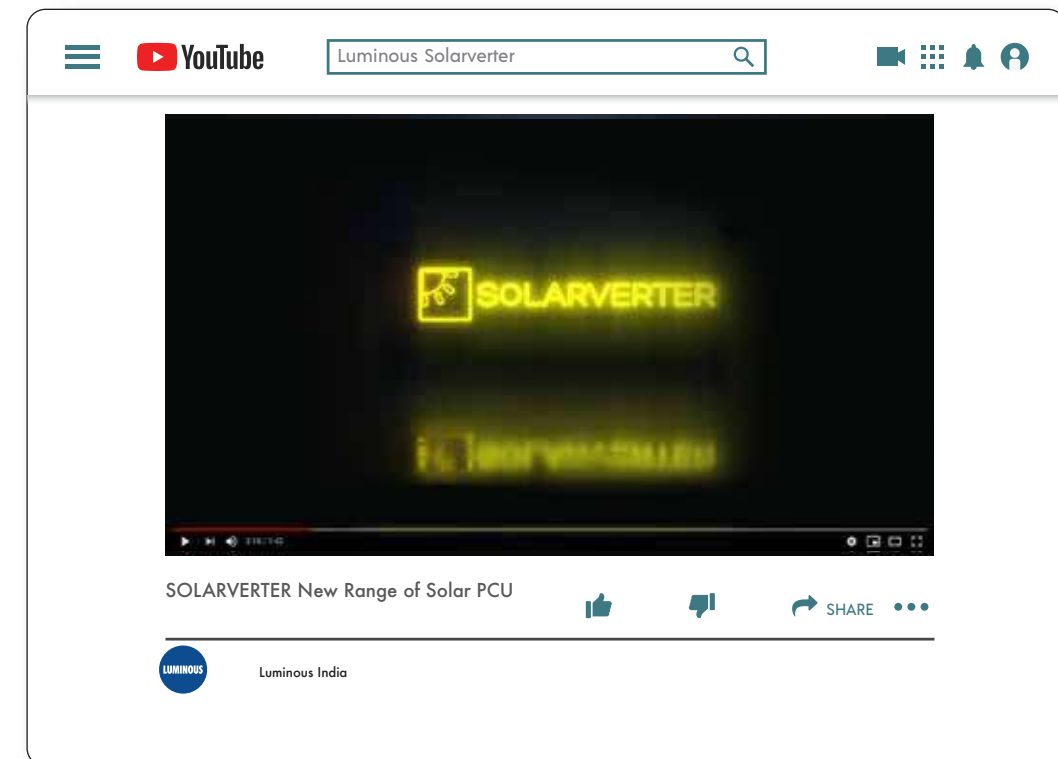 YouTube
Luminous Solarverter
SOLARVERTER
SOLARVERTER New Range of Solar PCU
SHARE
LUMINOUS
Luminous India